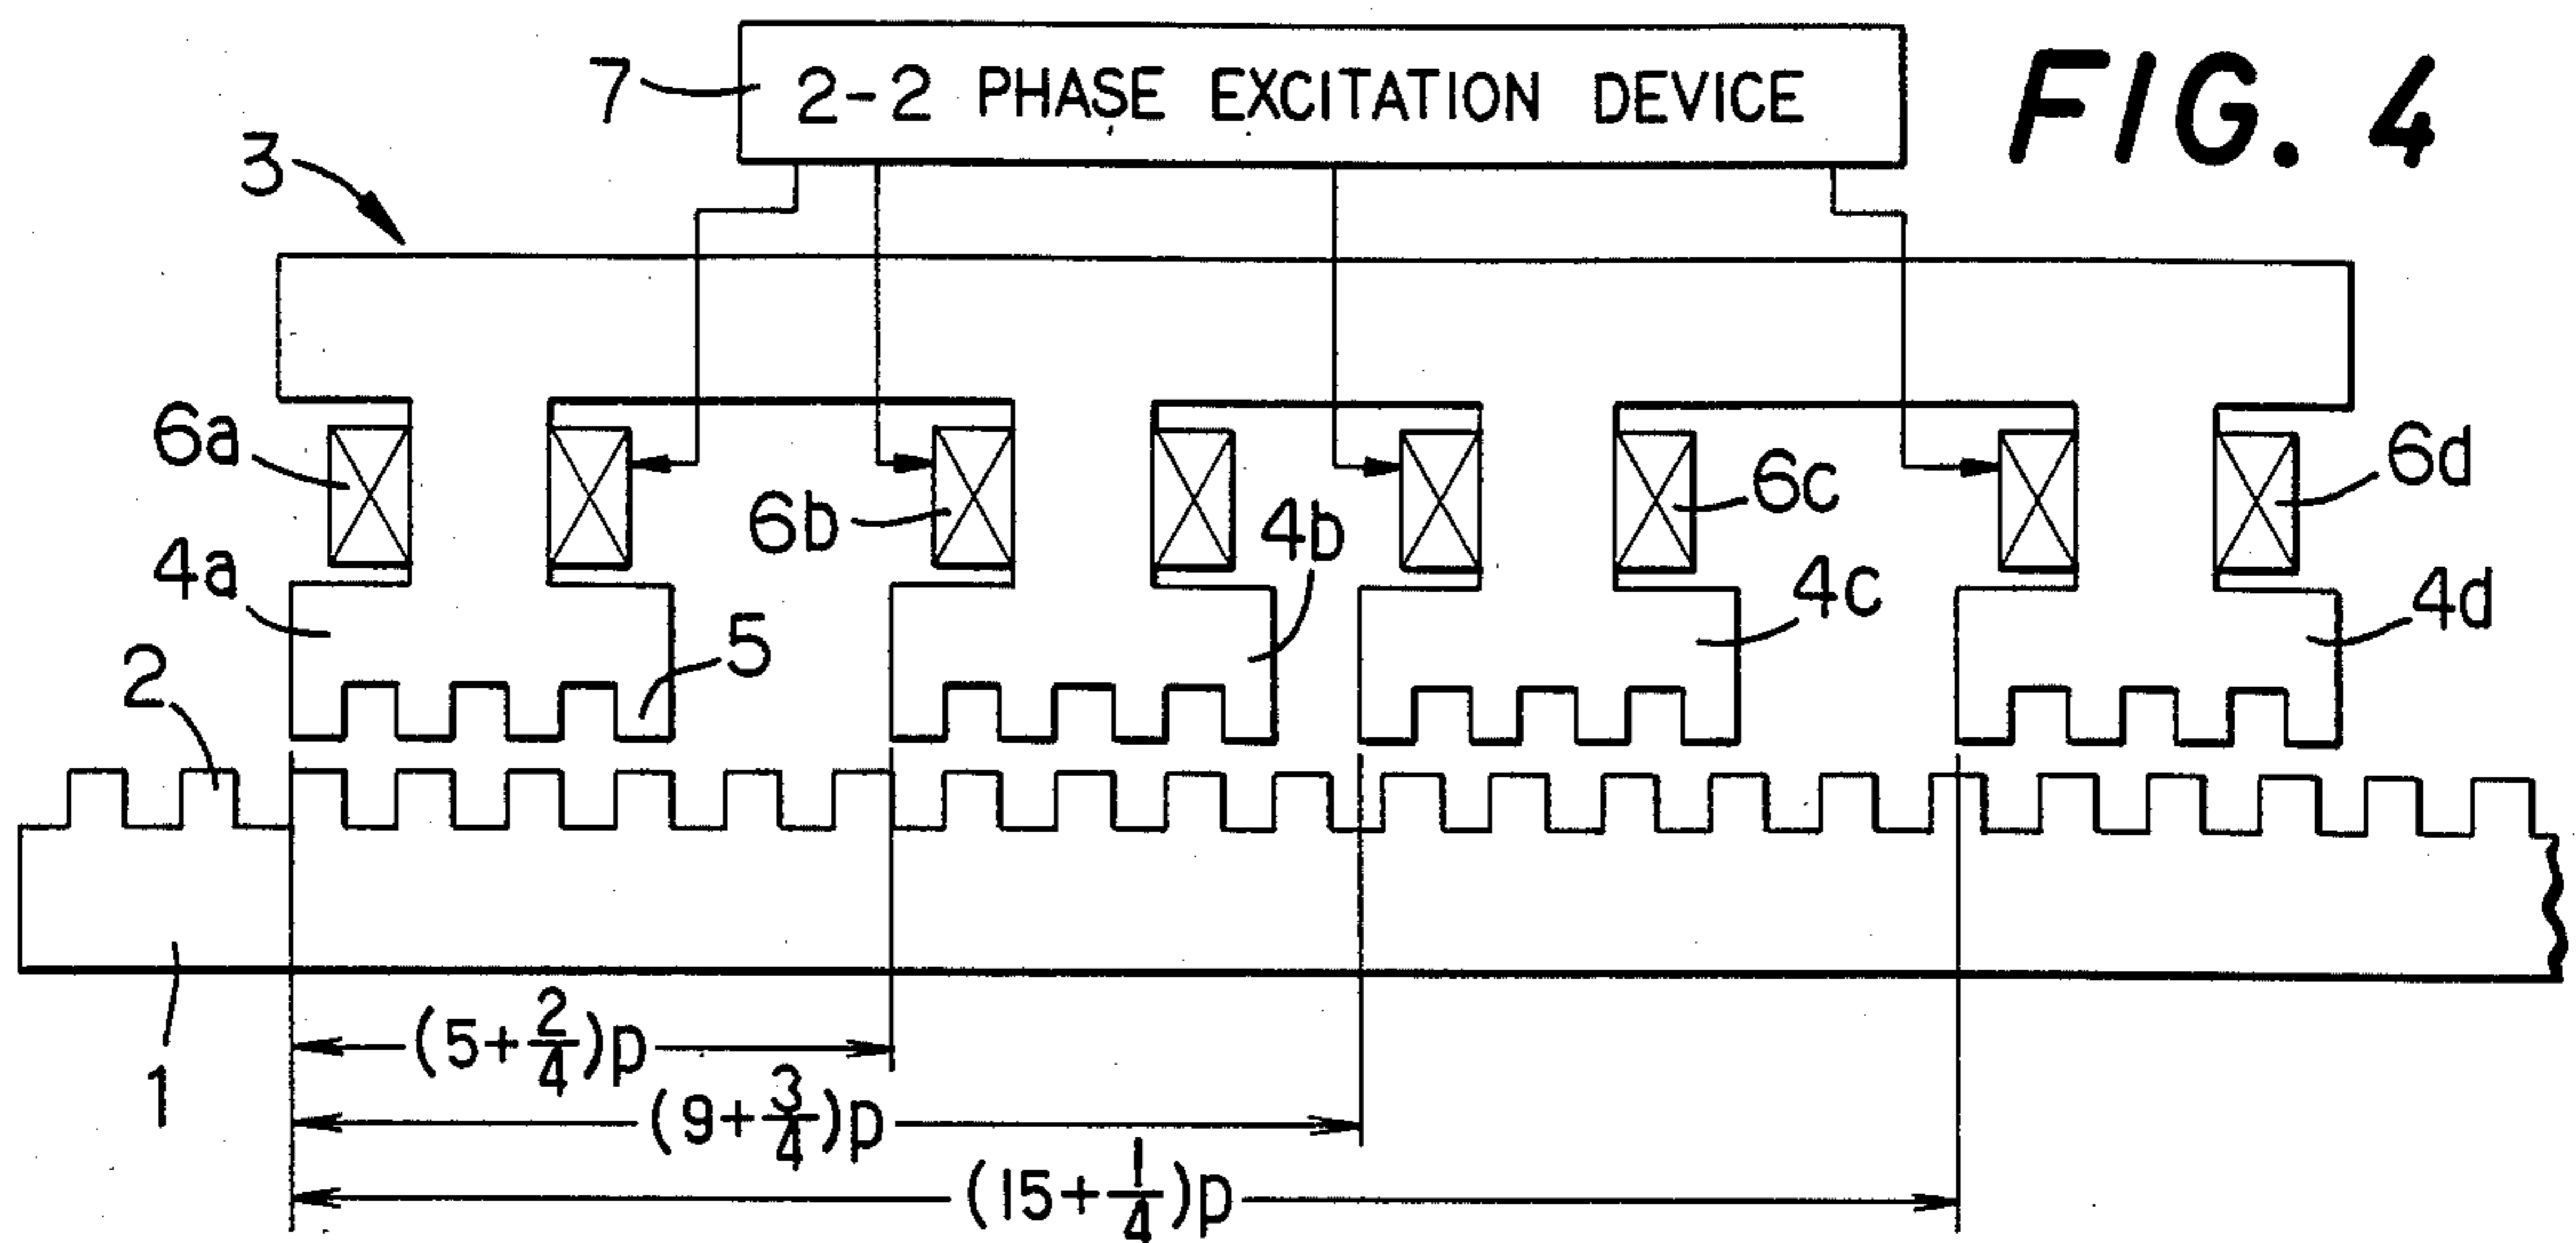 FIG. 4
7
2-2 PHASE EXCITATION DEVICE
3
6a
6b
6c
6d
4a
4b
4c
4d
5
2
1
(5+2/4)p
(9+3/4)p
(15+1/4)p